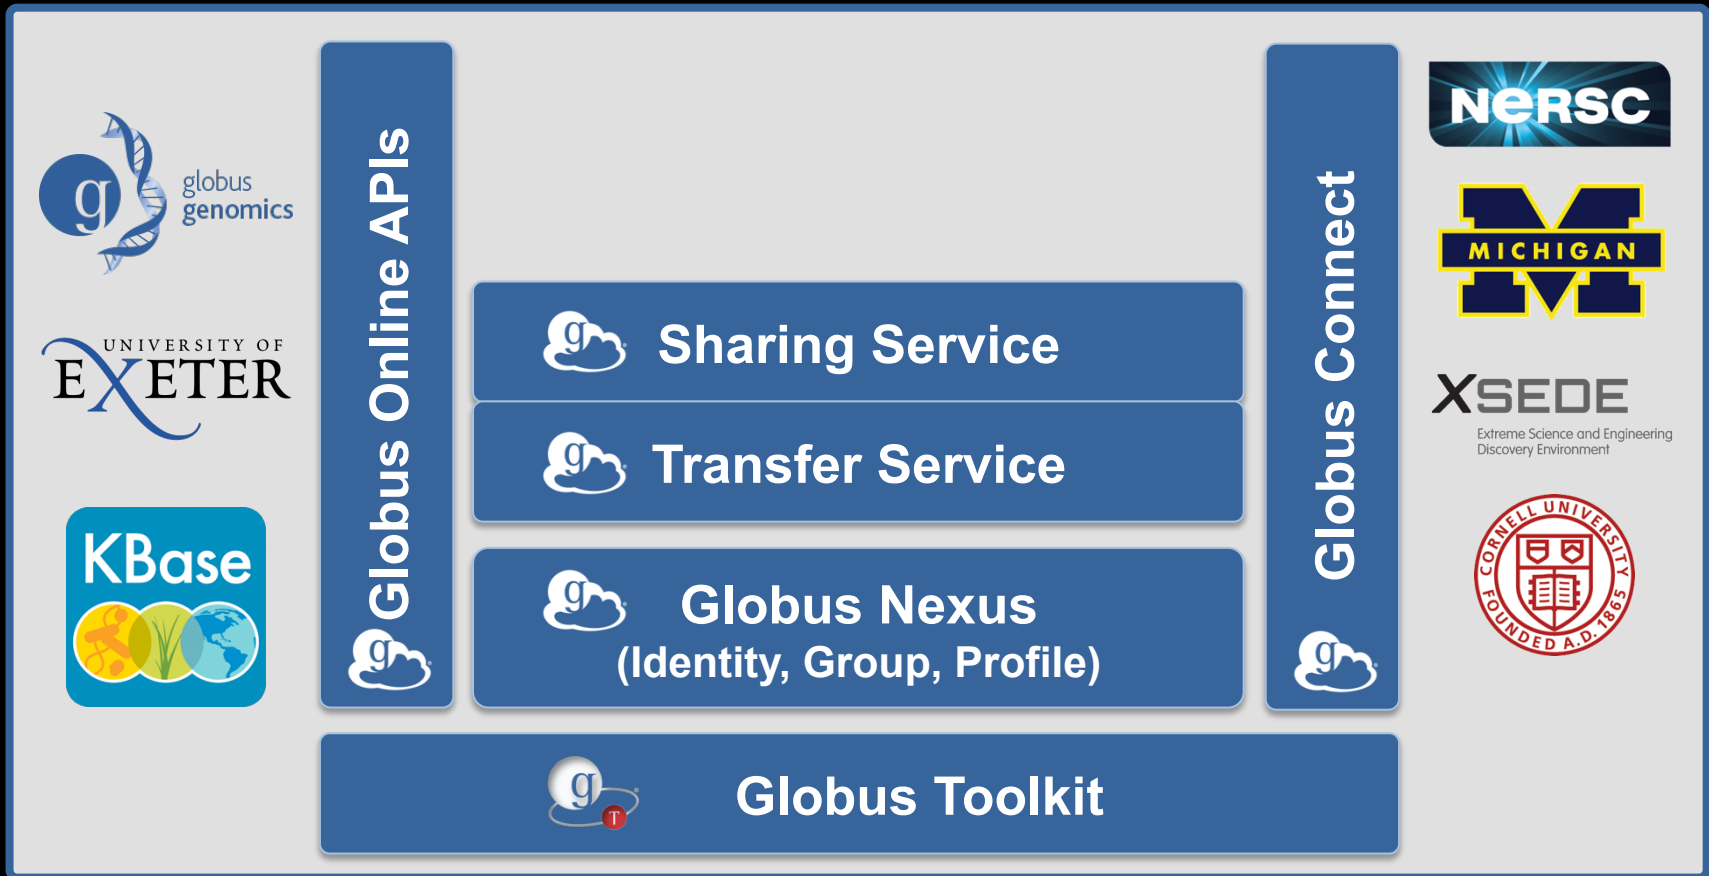 g
globus
genomics
UNIVERSITY OF
EXETER
KBase
Globus Online APIs
g
g
Sharing Service
g
Transfer Service
g
Globus Nexus
(Identity, Group, Profile)
g
T
Globus Toolkit
Globus Connect
g
NERSC
M
MICHIGAN
XSEDE
Extreme Science and Engineering
Discovery Environment
CORNELL UNIVERSITY
FOUNDED A.D. 1865